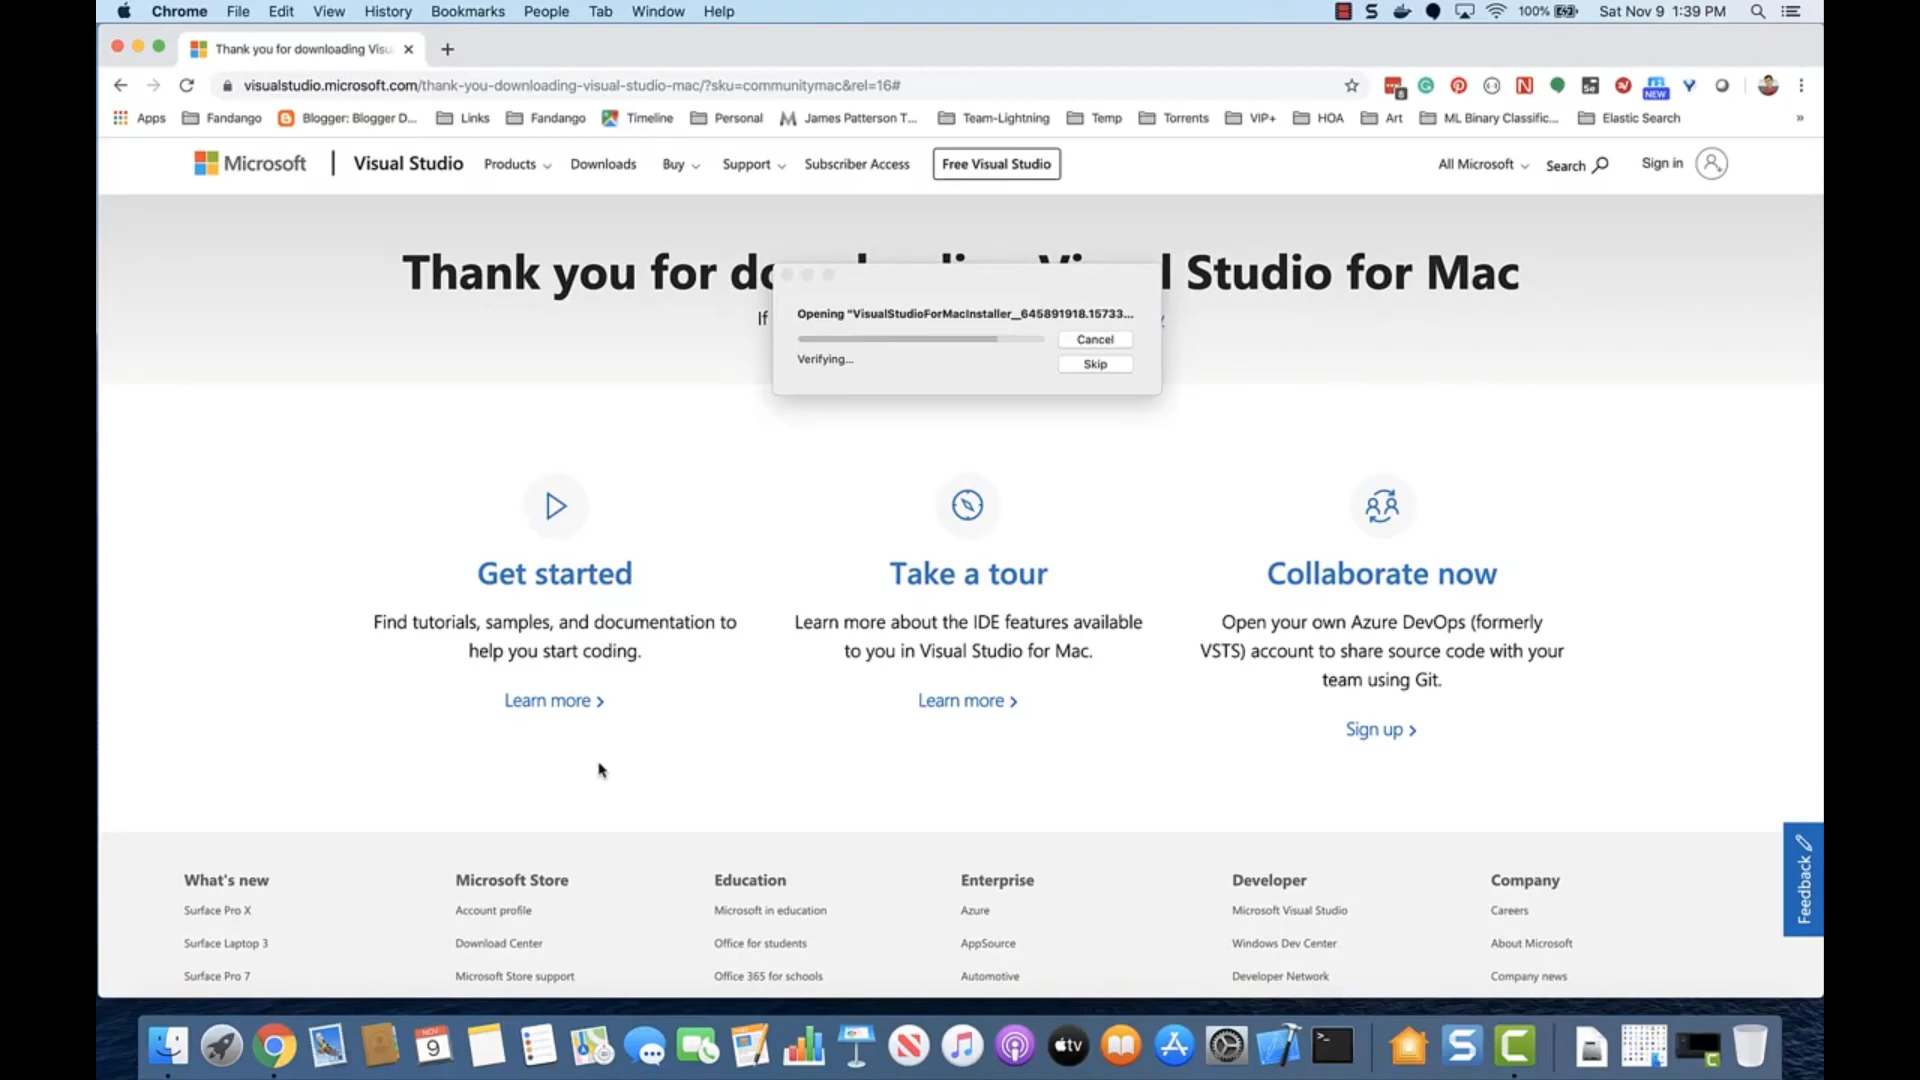 Chrome File Edit View History Bookmarks People Tab Window Help
100% Sat Nov 9 1:39 PM
Thank you for downloading Visu
visualstudio.microsoft.com/thank-you-downloading-visual-studio-mac/?sku=communitymac&rel=16#
NEW
Apps Fandango Blogger: Blogger D... Links Fandango Timeline Personal James Patterson T... Team-Lightning Temp Torrents VIP+ HOA Art ML Binary Classific... Elastic Search »
Microsoft | Visual Studio Products Downloads Buy Support Subscriber Access Free Visual Studio All Microsoft Search Sign in
Thank you for do
l Studio for Mac
If
Opening "VisualStudioForMacInstaller__645891918.15733...
Cancel
Verifying...
Skip
Get started
Find tutorials, samples, and documentation to
help you start coding.
Learn more >
Take a tour
Learn more about the IDE features available
to you in Visual Studio for Mac.
Learn more >
Collaborate now
Open your own Azure DevOps (formerly
VSTS) account to share source code with your
team using Git.
Sign up >
Feedback
What's new
Surface Pro X
Surface Laptop 3
Surface Pro 7
Microsoft Store
Account profile
Download Center
Microsoft Store support
Education
Microsoft in education
Office for students
Office 365 for schools
Enterprise
Azure
AppSource
Automotive
Developer
Microsoft Visual Studio
Windows Dev Center
Developer Network
Company
Careers
About Microsoft
Company news
NOV
9
tv